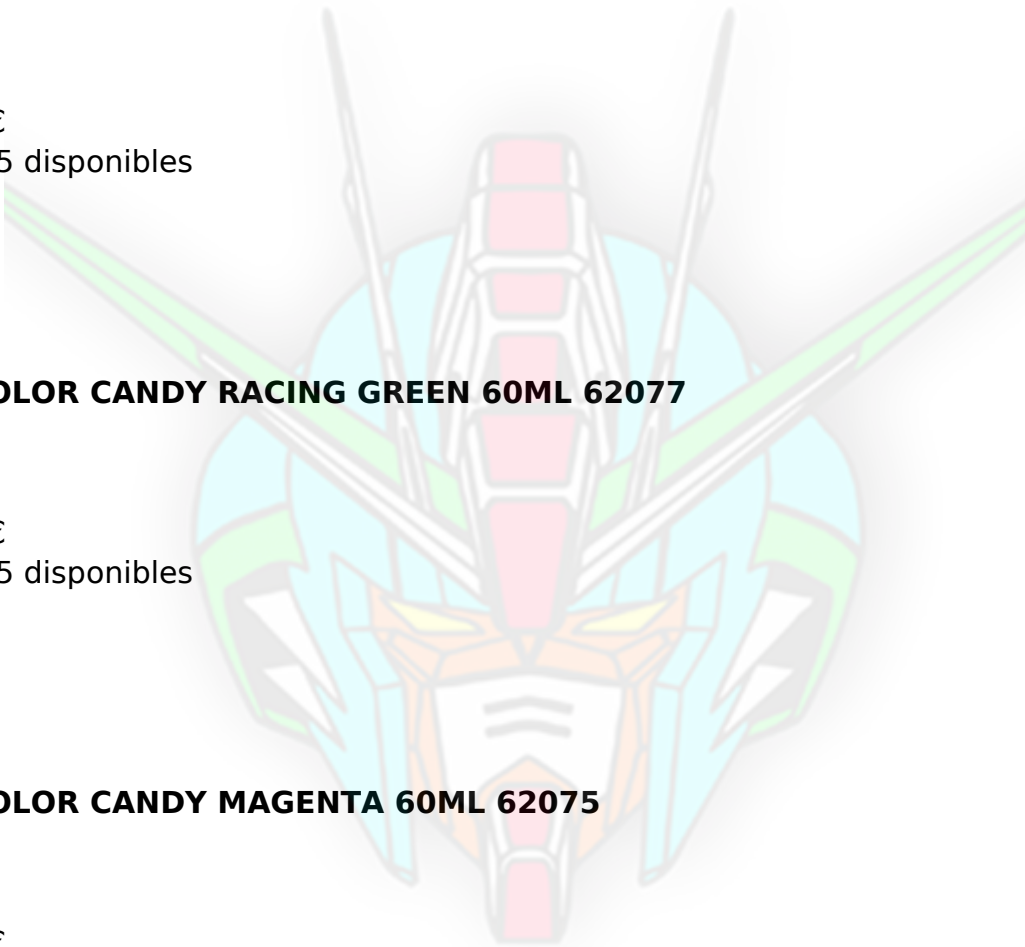 €
5 disponibles
OLOR CANDY RACING GREEN 60ML 62077
€
5 disponibles
OLOR CANDY MAGENTA 60ML 62075
€